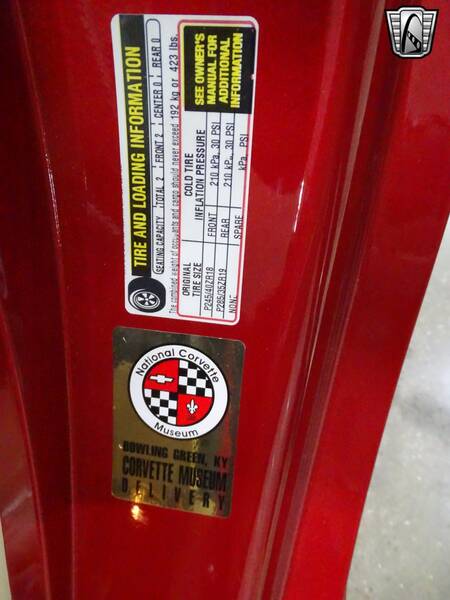 TIRE AND LOADING INFORMATION
SEATING CAPACITY TOTAL 2 FRONT 2 CENTER 0 REAR 0
The combined weight of occupants and cargo should never exceed 192 kg or 423 lbs.
ORIGINAL TIRE SIZE
COLD TIRE INFLATION PRESSURE
P245/40ZR18 FRONT 210 kPa, 30 PSI
P285/35ZR19 REAR 210 kPa, 30 PSI
NONE SPARE kPa, PSI
SEE OWNER'S
MANUAL FOR
ADDITIONAL
INFORMATION
National Corvette
Museum
BOWLING GREEN, KY
CORVETTE MUSEUM
DELIVERY